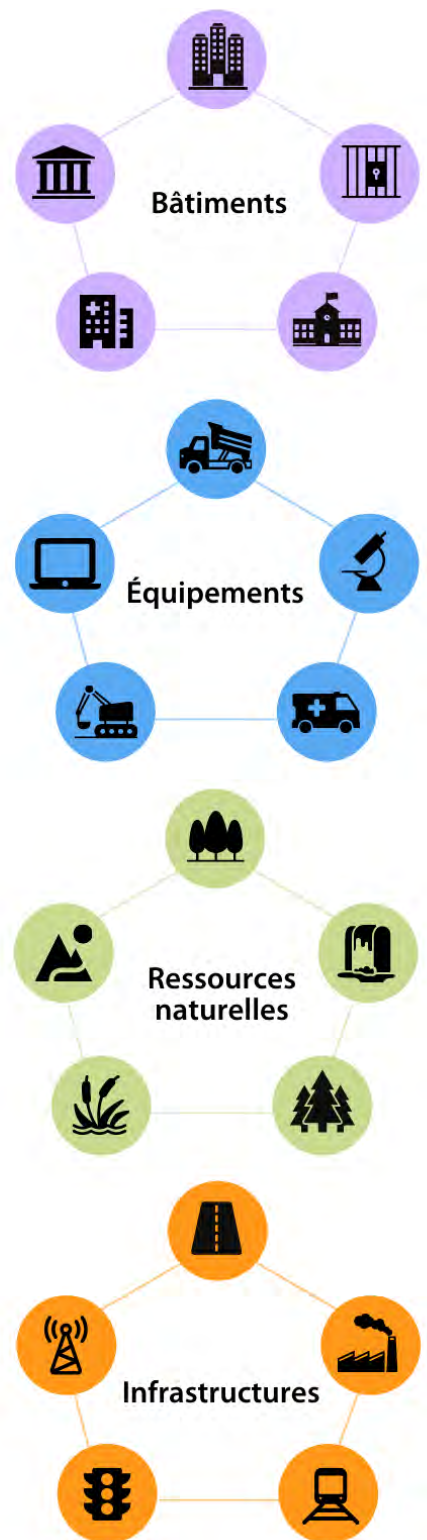 Bâtiments
Équipements
Ressources
naturelles
Infrastructures